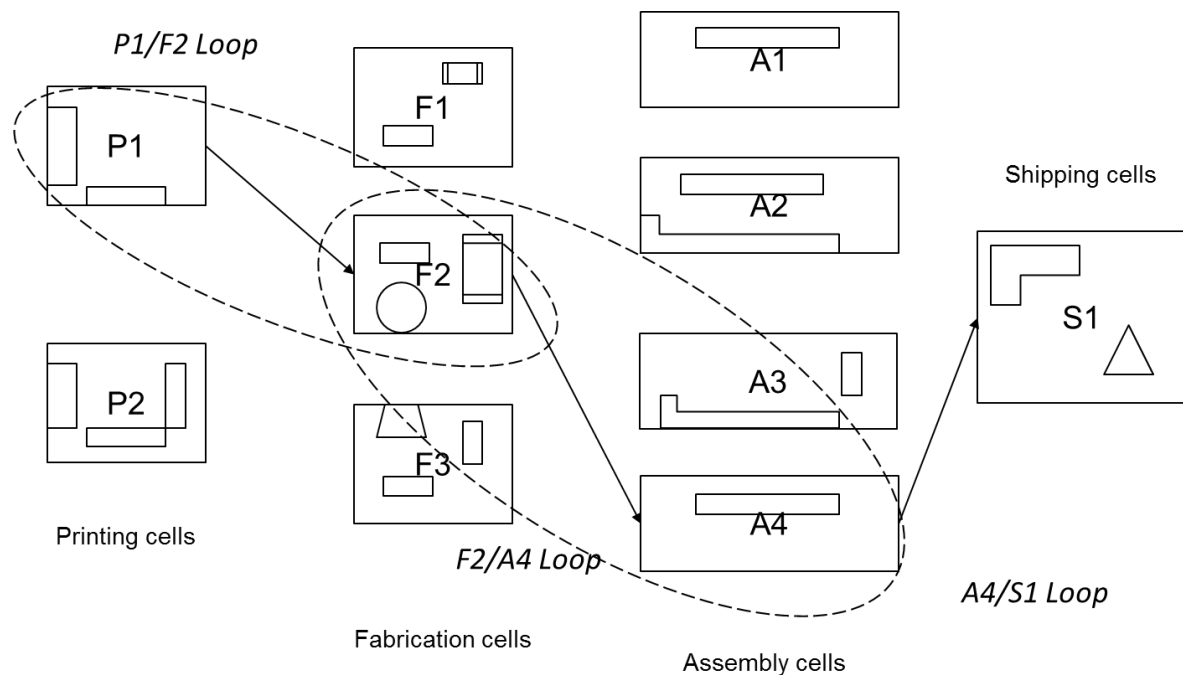 P1/F2 Loop
P1
P2
Printing cells
F1
F2
F3
F2/A4 Loop
Fabrication cells
A1
A2
A3
A4
Assembly cells
Shipping cells
S1
A4/S1 Loop